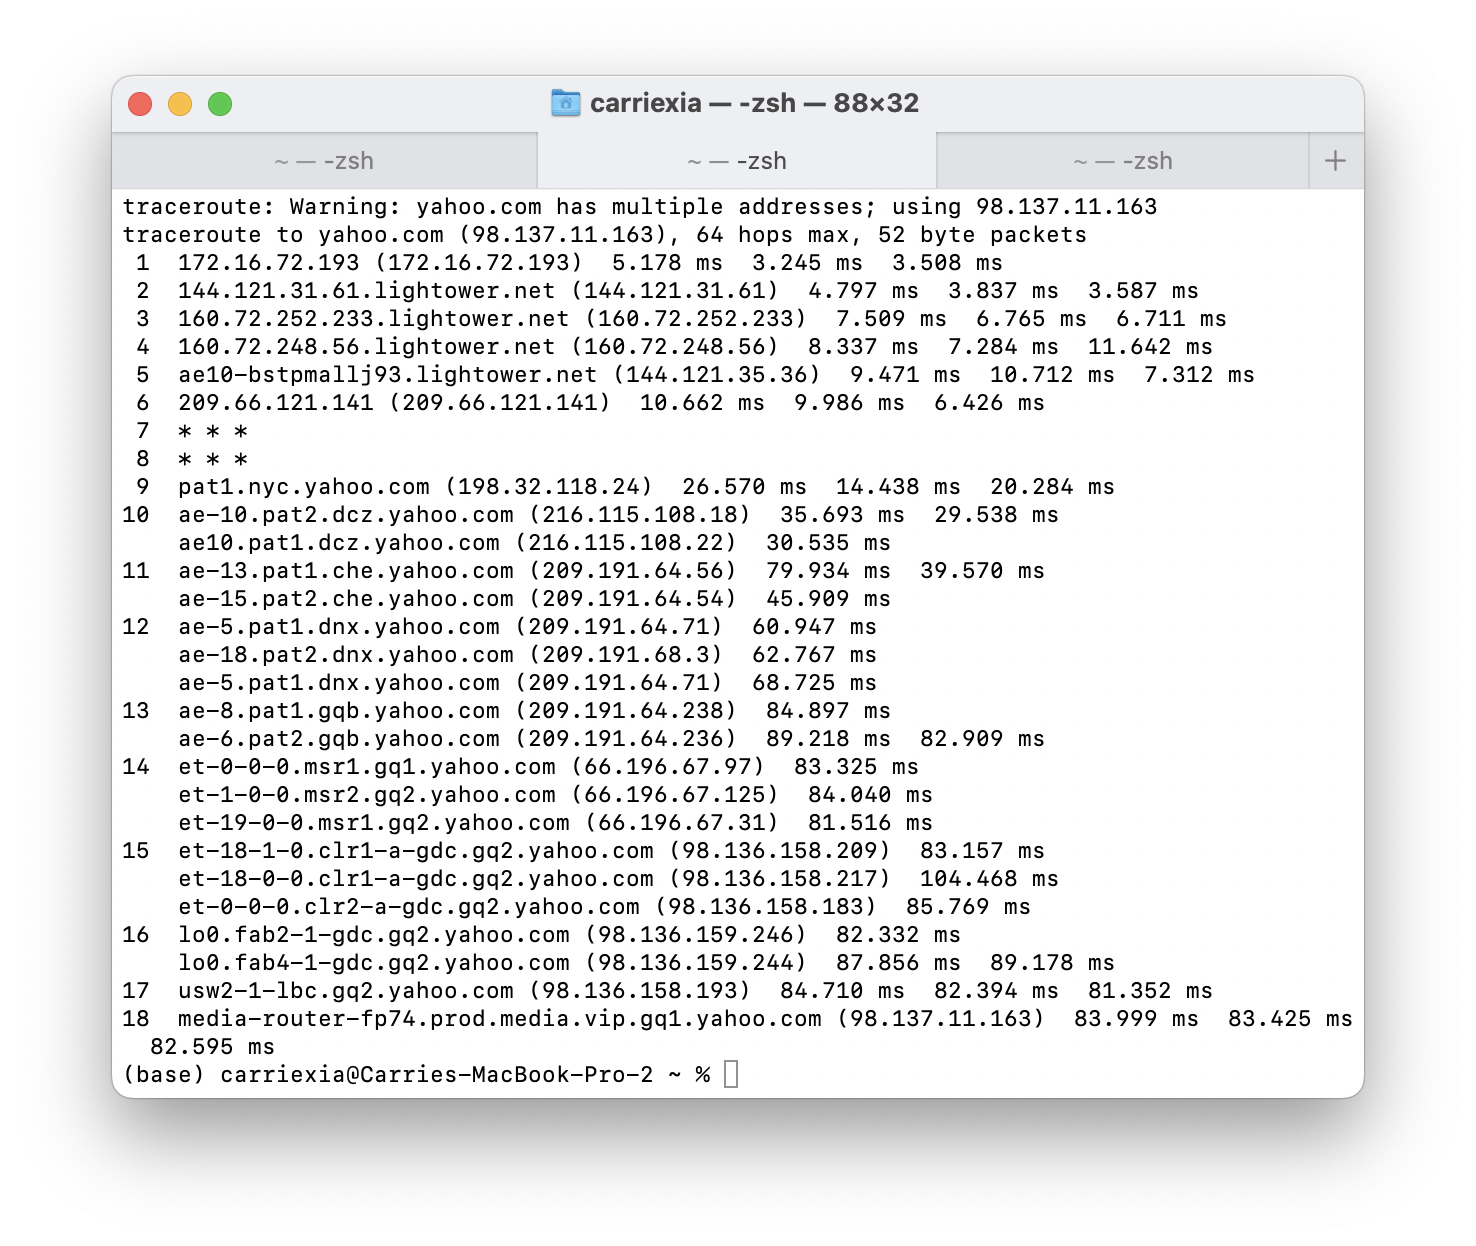 carriexia — -zsh — 88×32
~ — -zsh ~ — -zsh ~ — -zsh +
traceroute: Warning: yahoo.com has multiple addresses; using 98.137.11.163
traceroute to yahoo.com (98.137.11.163), 64 hops max, 52 byte packets
 1  172.16.72.193 (172.16.72.193)  5.178 ms  3.245 ms  3.508 ms
 2  144.121.31.61.lightower.net (144.121.31.61)  4.797 ms  3.837 ms  3.587 ms
 3  160.72.252.233.lightower.net (160.72.252.233)  7.509 ms  6.765 ms  6.711 ms
 4  160.72.248.56.lightower.net (160.72.248.56)  8.337 ms  7.284 ms  11.642 ms
 5  ae10-bstpmallj93.lightower.net (144.121.35.36)  9.471 ms  10.712 ms  7.312 ms
 6  209.66.121.141 (209.66.121.141)  10.662 ms  9.986 ms  6.426 ms
 7  * * *
 8  * * *
 9  pat1.nyc.yahoo.com (198.32.118.24)  26.570 ms  14.438 ms  20.284 ms
10  ae-10.pat2.dcz.yahoo.com (216.115.108.18)  35.693 ms  29.538 ms
    ae10.pat1.dcz.yahoo.com (216.115.108.22)  30.535 ms
11  ae-13.pat1.che.yahoo.com (209.191.64.56)  79.934 ms  39.570 ms
    ae-15.pat2.che.yahoo.com (209.191.64.54)  45.909 ms
12  ae-5.pat1.dnx.yahoo.com (209.191.64.71)  60.947 ms
    ae-18.pat2.dnx.yahoo.com (209.191.68.3)  62.767 ms
    ae-5.pat1.dnx.yahoo.com (209.191.64.71)  68.725 ms
13  ae-8.pat1.gqb.yahoo.com (209.191.64.238)  84.897 ms
    ae-6.pat2.gqb.yahoo.com (209.191.64.236)  89.218 ms  82.909 ms
14  et-0-0-0.msr1.gq1.yahoo.com (66.196.67.97)  83.325 ms
    et-1-0-0.msr2.gq2.yahoo.com (66.196.67.125)  84.040 ms
    et-19-0-0.msr1.gq2.yahoo.com (66.196.67.31)  81.516 ms
15  et-18-1-0.clr1-a-gdc.gq2.yahoo.com (98.136.158.209)  83.157 ms
    et-18-0-0.clr1-a-gdc.gq2.yahoo.com (98.136.158.217)  104.468 ms
    et-0-0-0.clr2-a-gdc.gq2.yahoo.com (98.136.158.183)  85.769 ms
16  lo0.fab2-1-gdc.gq2.yahoo.com (98.136.159.246)  82.332 ms
    lo0.fab4-1-gdc.gq2.yahoo.com (98.136.159.244)  87.856 ms  89.178 ms
17  usw2-1-lbc.gq2.yahoo.com (98.136.158.193)  84.710 ms  82.394 ms  81.352 ms
18  media-router-fp74.prod.media.vip.gq1.yahoo.com (98.137.11.163)  83.999 ms  83.425 ms
  82.595 ms
(base) carriexia@Carries-MacBook-Pro-2 ~ %